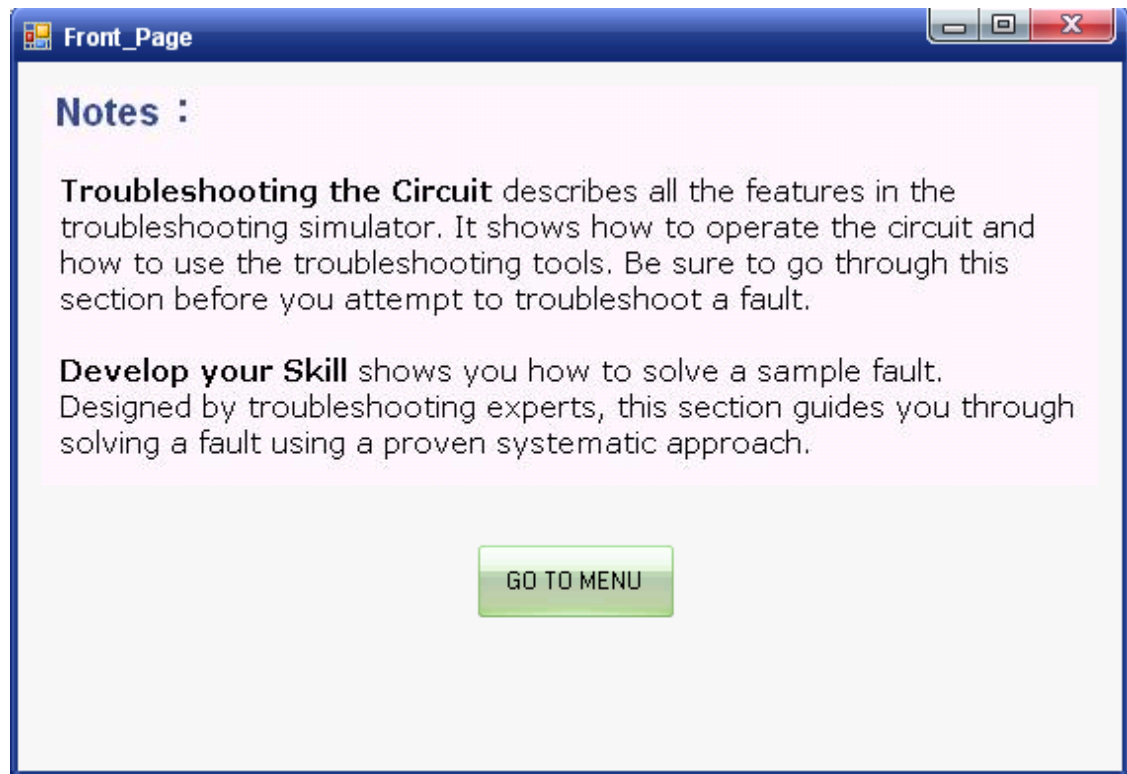 Front_Page
Notes :
Troubleshooting the Circuit describes all the features in the
troubleshooting simulator. It shows how to operate the circuit and
how to use the troubleshooting tools. Be sure to go through this
section before you attempt to troubleshoot a fault.
Develop your Skill shows you how to solve a sample fault.
Designed by troubleshooting experts, this section guides you through
solving a fault using a proven systematic approach.
GO TO MENU